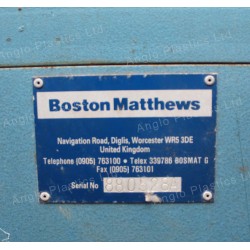 Boston Matthews
Navigation Road, Diglis, Worcester WR5 3DE
United Kingdom
Telephone (0905) 763100 • Telex 339786 BOSMAT G
Fax (0905) 763101
Serial No